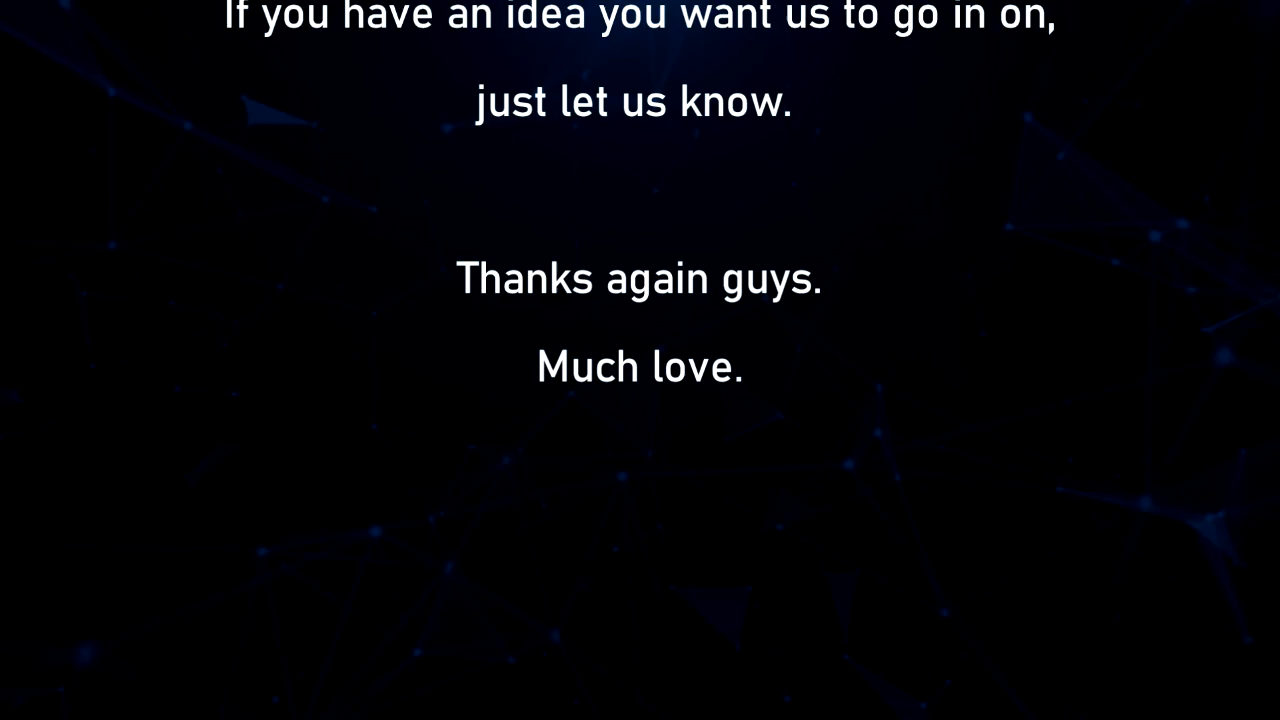 If you have an idea you want us to go in on,
just let us know.
Thanks again guys.
Much love.